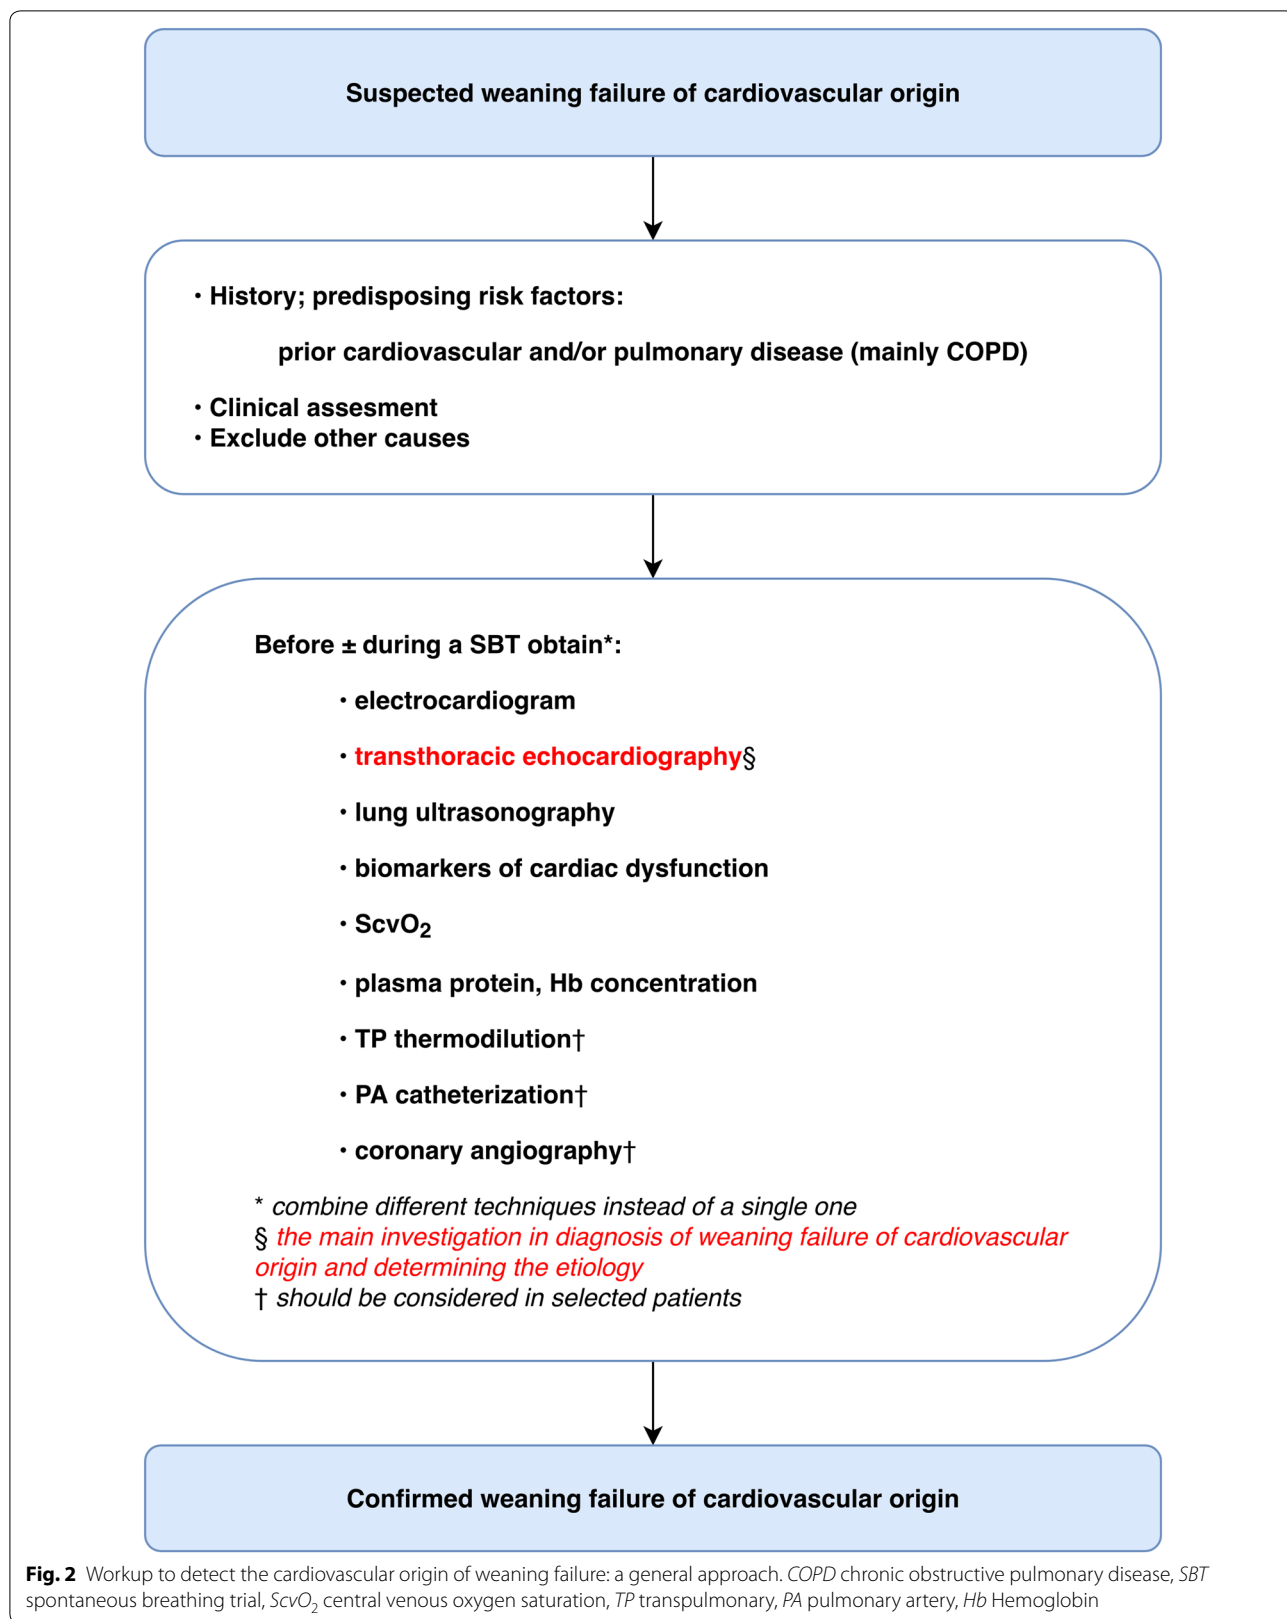 Suspected weaning failure of cardiovascular origin
• History; predisposing risk factors:
prior cardiovascular and/or pulmonary disease (mainly COPD)
• Clinical assesment
• Exclude other causes
Before ± during a SBT obtain*:
• electrocardiogram
• transthoracic echocardiography§
• lung ultrasonography
• biomarkers of cardiac dysfunction
• ScvO₂
• plasma protein, Hb concentration
• TP thermodilution†
• PA catheterization†
• coronary angiography†
* combine different techniques instead of a single one
§ the main investigation in diagnosis of weaning failure of cardiovascular
origin and determining the etiology
† should be considered in selected patients
Confirmed weaning failure of cardiovascular origin
Fig. 2 Workup to detect the cardiovascular origin of weaning failure: a general approach. COPD chronic obstructive pulmonary disease, SBT
spontaneous breathing trial, ScvO₂ central venous oxygen saturation, TP transpulmonary, PA pulmonary artery, Hb Hemoglobin